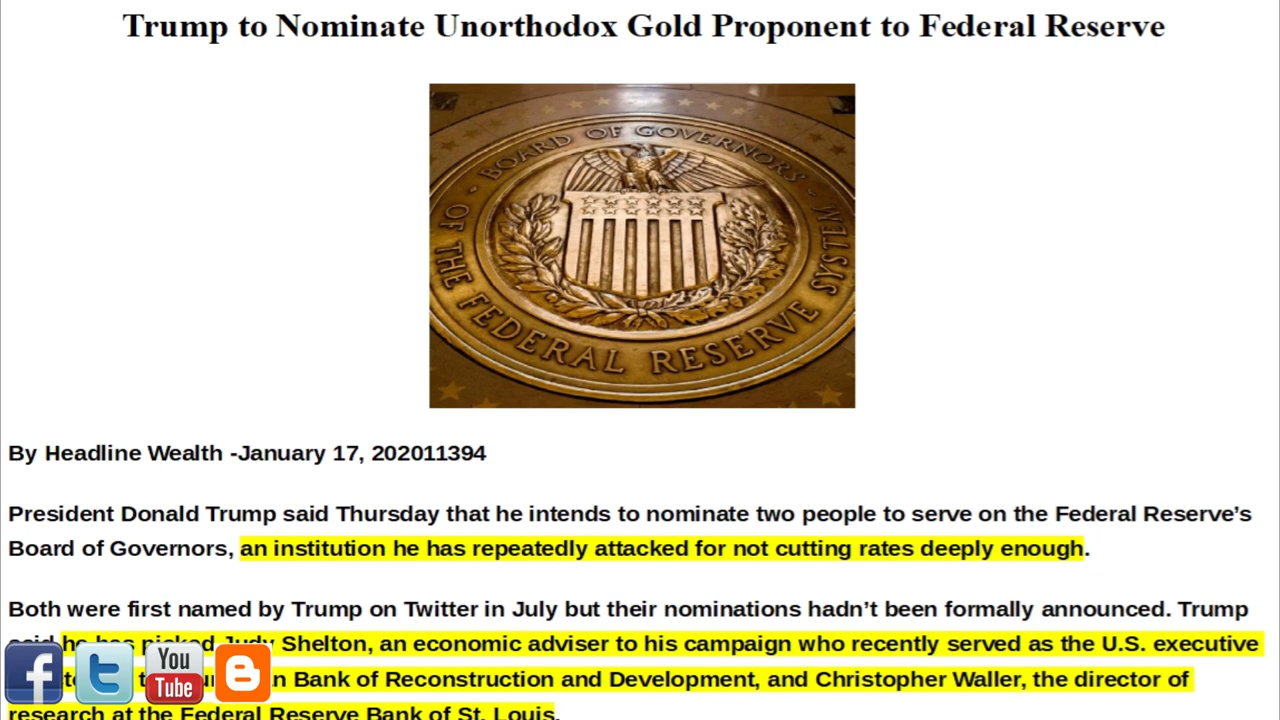 Trump to Nominate Unorthodox Gold Proponent to Federal Reserve
BOARD OF GOVERNORS
OF THE FEDERAL RESERVE SYSTEM
By Headline Wealth -January 17, 202011394
President Donald Trump said Thursday that he intends to nominate two people to serve on the Federal Reserve’s
Board of Governors, an institution he has repeatedly attacked for not cutting rates deeply enough.
Both were first named by Trump on Twitter in July but their nominations hadn’t been formally announced. Trump
said he has picked Judy Shelton, an economic adviser to his campaign who recently served as the U.S. executive
Bank of Reconstruction and Development, and Christopher Waller, the director of
research at the Federal Reserve Bank of St. Louis.
You
Tube